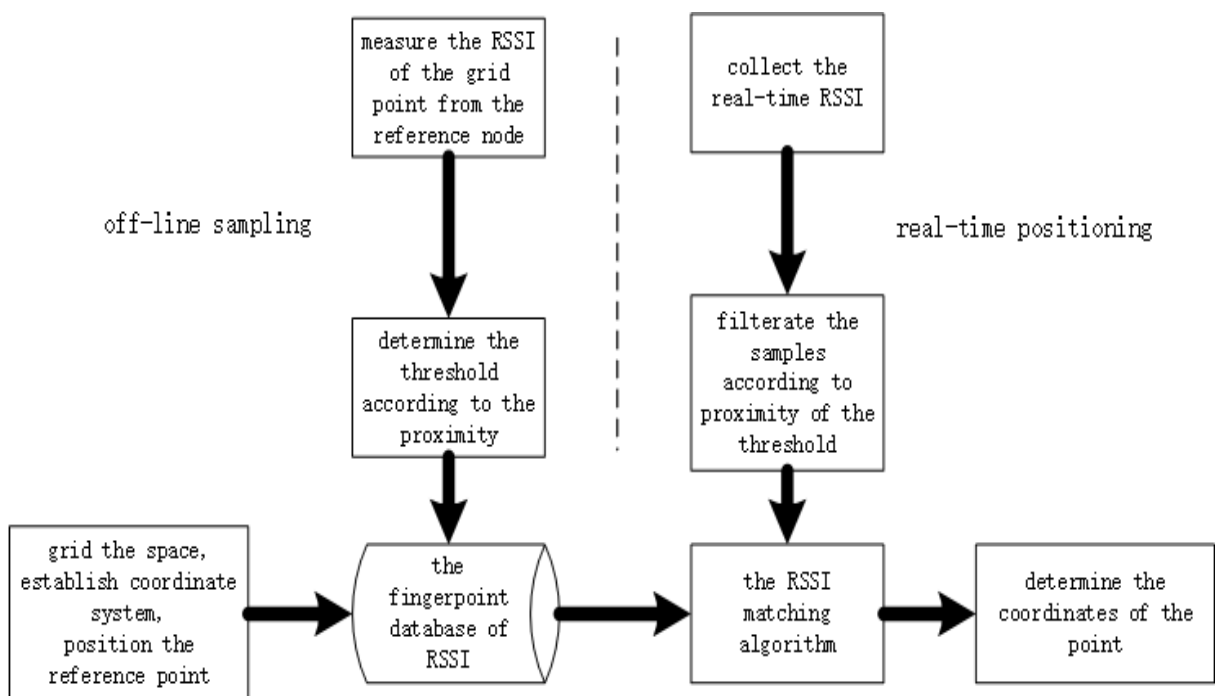 measure the RSSI
of the grid
point from the
reference node
collect the
real-time RSSI
off-line sampling
real-time positioning
determine the
threshold
according to the
proximity
filterate the
samples
according to
proximity of the
threshold
grid the space,
establish coordinate
system,
position the
reference point
the
fingerpoint
database of
RSSI
the RSSI
matching
algorithm
determine the
coordinates of the
point